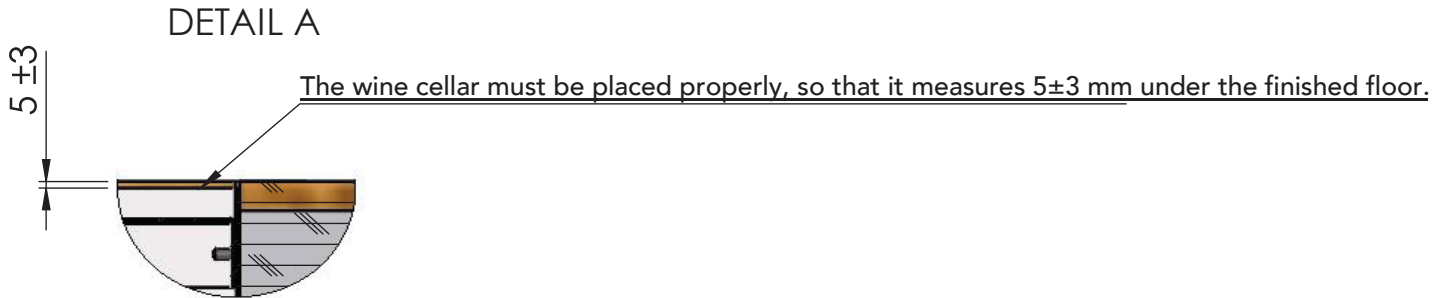 DETAIL A
5 ±3
The wine cellar must be placed properly, so that it measures 5±3 mm under the finished floor.